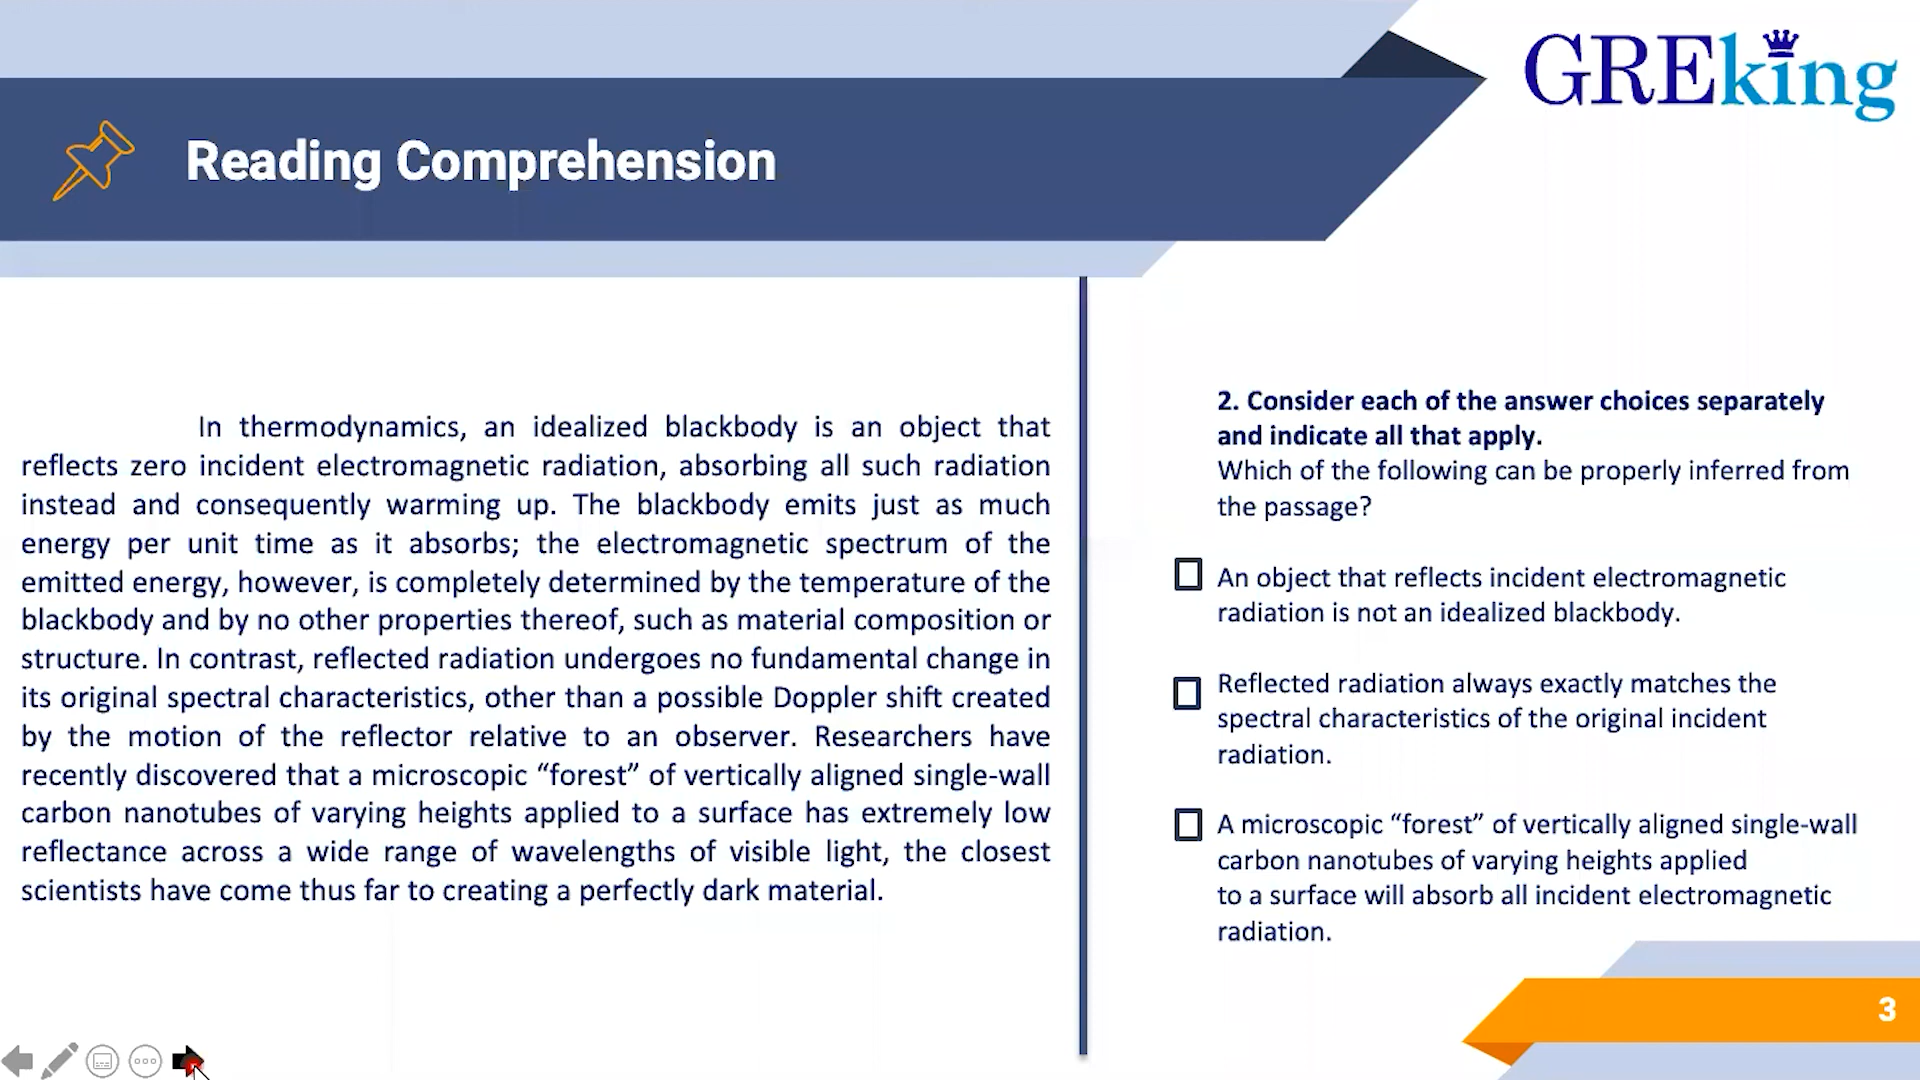 GREking
Reading Comprehension
In thermodynamics, an idealized blackbody is an object that
reflects zero incident electromagnetic radiation, absorbing all such radiation
instead and consequently warming up. The blackbody emits just as much
energy per unit time as it absorbs; the electromagnetic spectrum of the
emitted energy, however, is completely determined by the temperature of the
blackbody and by no other properties thereof, such as material composition or
structure. In contrast, reflected radiation undergoes no fundamental change in
its original spectral characteristics, other than a possible Doppler shift created
by the motion of the reflector relative to an observer. Researchers have
recently discovered that a microscopic “forest” of vertically aligned single-wall
carbon nanotubes of varying heights applied to a surface has extremely low
reflectance across a wide range of wavelengths of visible light, the closest
scientists have come thus far to creating a perfectly dark material.
2. Consider each of the answer choices separately
and indicate all that apply.
Which of the following can be properly inferred from
the passage?
An object that reflects incident electromagnetic
radiation is not an idealized blackbody.
Reflected radiation always exactly matches the
spectral characteristics of the original incident
radiation.
A microscopic “forest” of vertically aligned single-wall
carbon nanotubes of varying heights applied
to a surface will absorb all incident electromagnetic
radiation.
3